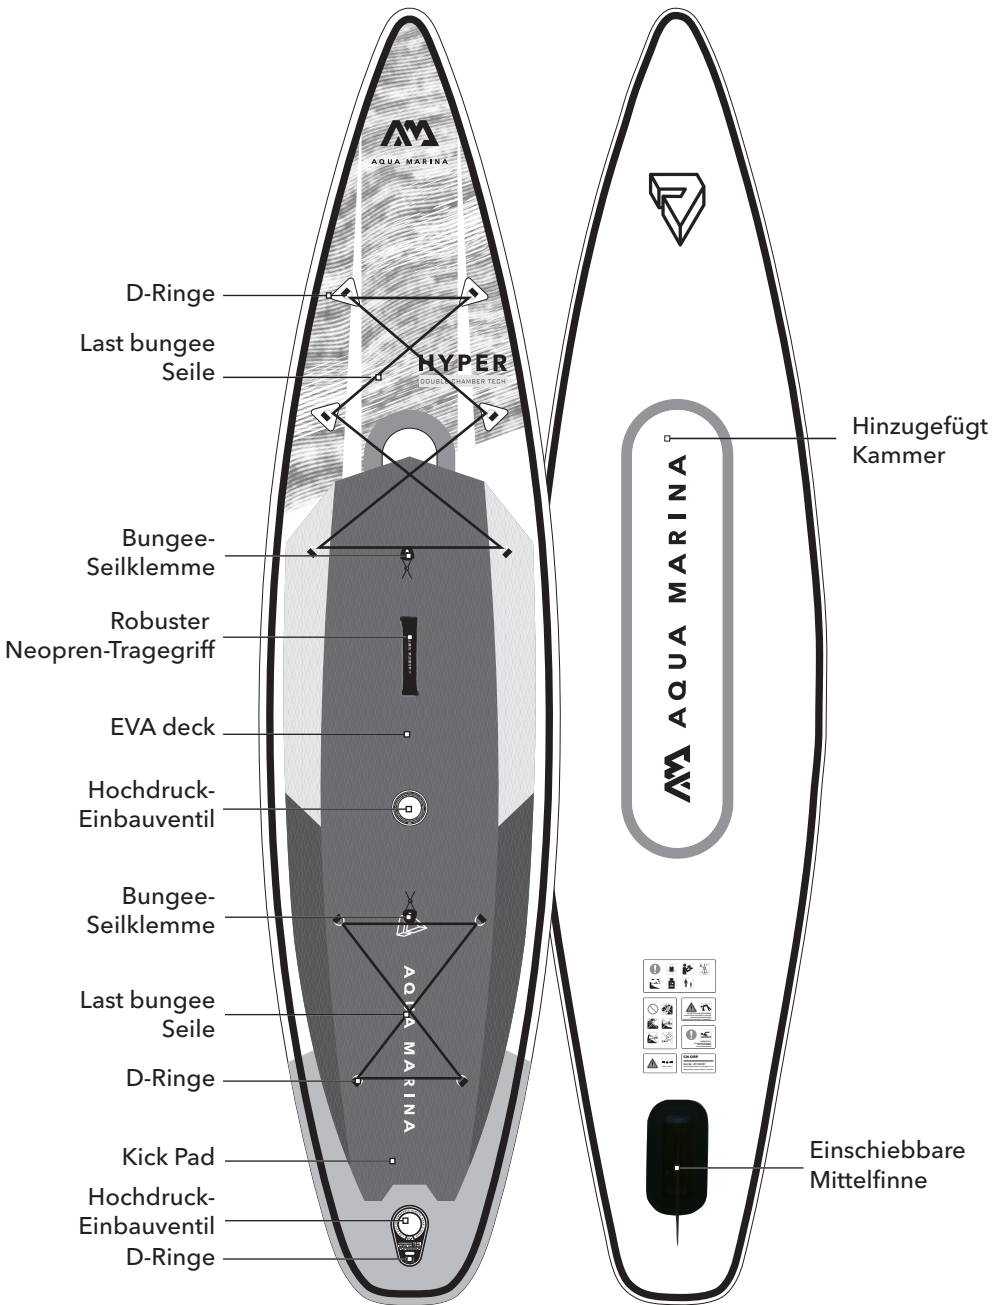 AQUA MARINA
D-Ringe
Last bungee
Seile
HYPER
DOUBLE CHAMBER TECH
Bungee-
Seilklemme
Robuster
Neopren-Tragegriff
EVA deck
Hochdruck-
Einbauventil
Bungee-
Seilklemme
Last bungee
Seile
D-Ringe
AQUA MARINA
Kick Pad
Hochdruck-
Einbauventil
D-Ringe
Hinzugefügt
Kammer
AQUA MARINA
Einschiebbare
Mittelfinne